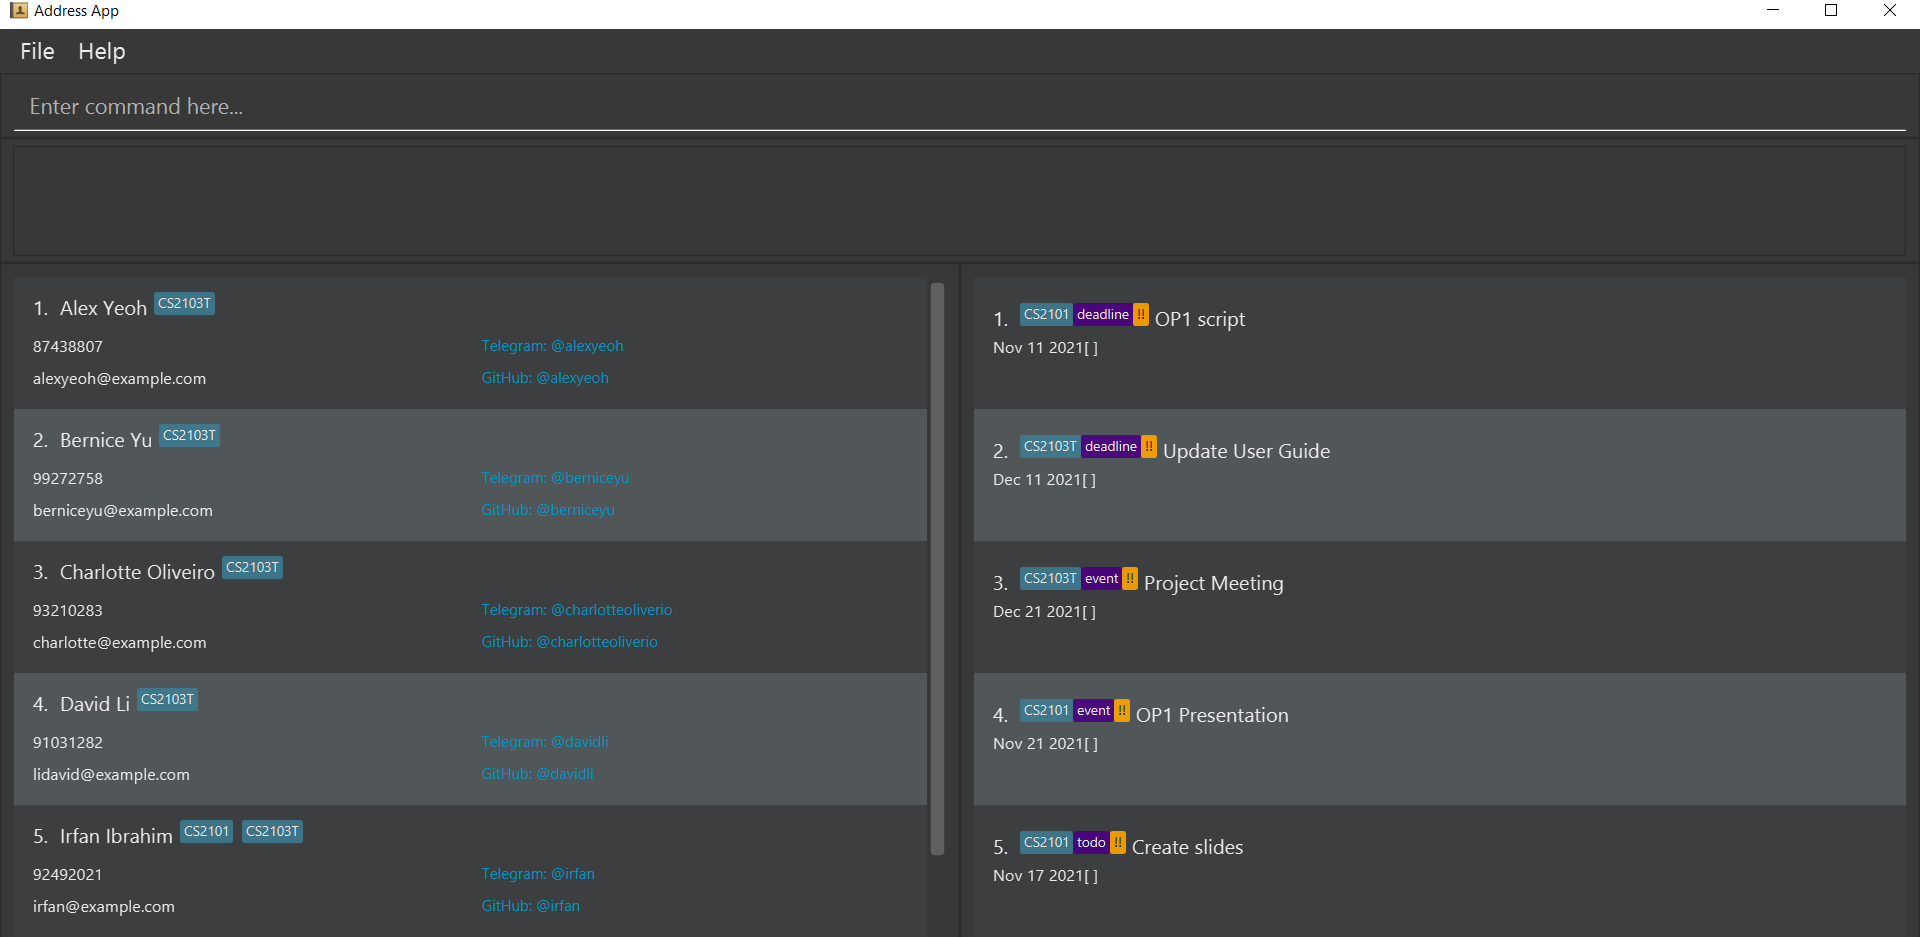 Address App
File Help
Enter command here...
1. Alex Yeoh CS2103T
87438807 Telegram: @alexyeoh
alexyeoh@example.com GitHub: @alexyeoh
2. Bernice Yu CS2103T
99272758 Telegram: @berniceyu
berniceyu@example.com GitHub: @berniceyu
3. Charlotte Oliveiro CS2103T
93210283 Telegram: @charlotteoliverio
charlotte@example.com GitHub: @charlotteoliverio
4. David Li CS2103T
91031282 Telegram: @davidli
lidavid@example.com GitHub: @davidli
5. Irfan Ibrahim CS2101 CS2103T
92492021 Telegram: @irfan
irfan@example.com GitHub: @irfan
1. CS2101 deadline !! OP1 script
Nov 11 2021[ ]
2. CS2103T deadline !! Update User Guide
Dec 11 2021[ ]
3. CS2103T event !! Project Meeting
Dec 21 2021[ ]
4. CS2101 event !! OP1 Presentation
Nov 21 2021[ ]
5. CS2101 todo !! Create slides
Nov 17 2021[ ]